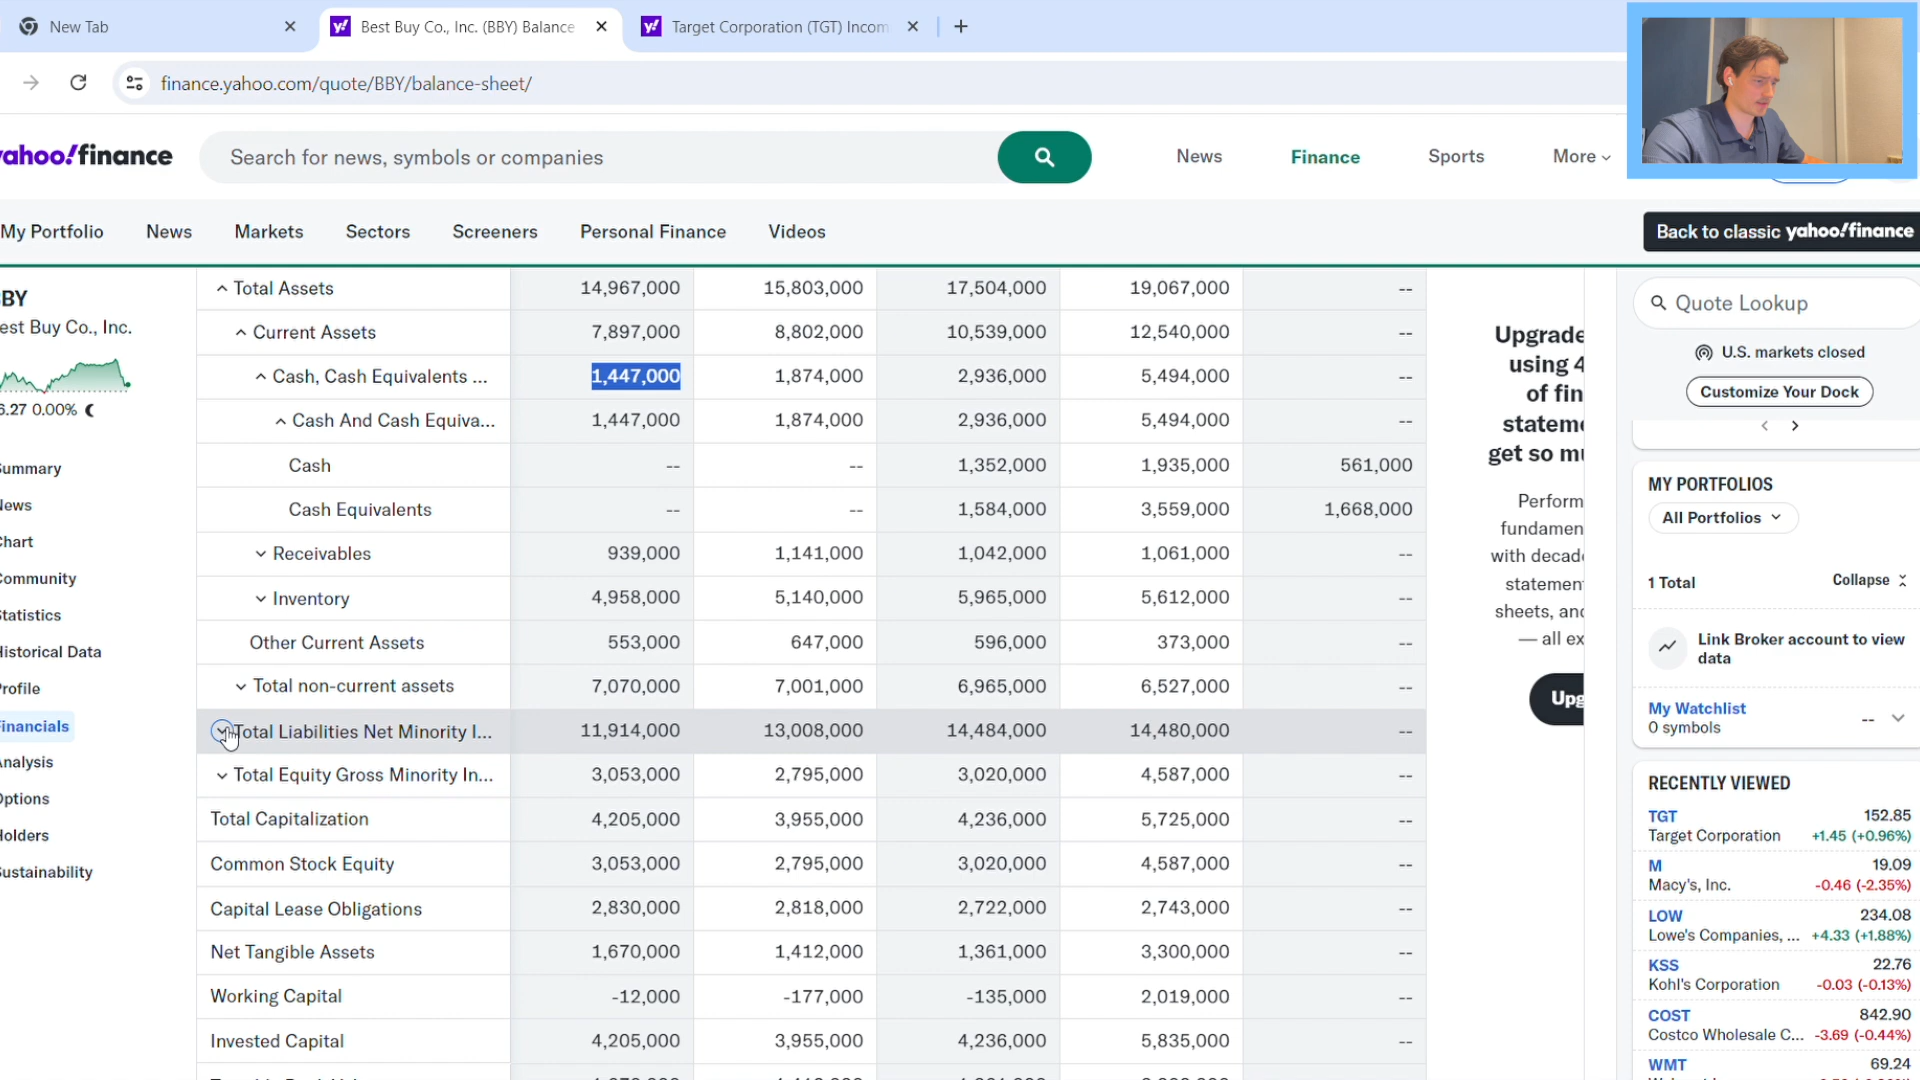 New Tab
Best Buy Co., Inc. (BBY) Balance
Target Corporation (TGT) Incom
finance.yahoo.com/quote/BBY/balance-sheet/
yahoo!finance
Search for news, symbols or companies
News
Finance
Sports
More
My Portfolio
News
Markets
Sectors
Screeners
Personal Finance
Videos
Back to classic yahoo!finance
BBY
est Buy Co., Inc.
6.27 0.00%
Summary
News
Chart
Community
Statistics
Historical Data
Profile
Financials
Analysis
Options
Holders
Sustainability
Total Assets 14,967,000 15,803,000 17,504,000 19,067,000 --
Current Assets 7,897,000 8,802,000 10,539,000 12,540,000 --
Cash, Cash Equivalents ... 1,447,000 1,874,000 2,936,000 5,494,000 --
Cash And Cash Equiva... 1,447,000 1,874,000 2,936,000 5,494,000 --
Cash -- -- 1,352,000 1,935,000 561,000
Cash Equivalents -- -- 1,584,000 3,559,000 1,668,000
Receivables 939,000 1,141,000 1,042,000 1,061,000 --
Inventory 4,958,000 5,140,000 5,965,000 5,612,000 --
Other Current Assets 553,000 647,000 596,000 373,000 --
Total non-current assets 7,070,000 7,001,000 6,965,000 6,527,000 --
Total Liabilities Net Minority I... 11,914,000 13,008,000 14,484,000 14,480,000 --
Total Equity Gross Minority In... 3,053,000 2,795,000 3,020,000 4,587,000 --
Total Capitalization 4,205,000 3,955,000 4,236,000 5,725,000 --
Common Stock Equity 3,053,000 2,795,000 3,020,000 4,587,000 --
Capital Lease Obligations 2,830,000 2,818,000 2,722,000 2,743,000 --
Net Tangible Assets 1,670,000 1,412,000 1,361,000 3,300,000 --
Working Capital -12,000 -177,000 -135,000 2,019,000 --
Invested Capital 4,205,000 3,955,000 4,236,000 5,835,000 --
Upgrade
using 4
of fin
stateme
get so mu
Perform
fundamen
with decade
statement
sheets, and
— all ex
Upg
Quote Lookup
U.S. markets closed
Customize Your Dock
MY PORTFOLIOS
All Portfolios
1 Total Collapse
Link Broker account to view
data
My Watchlist --
0 symbols
RECENTLY VIEWED
TGT 152.85
Target Corporation +1.45 (+0.96%)
M 19.09
Macy's, Inc. -0.46 (-2.35%)
LOW 234.08
Lowe's Companies, ... +4.33 (+1.88%)
KSS 22.76
Kohl's Corporation -0.03 (-0.13%)
COST 842.90
Costco Wholesale C... -3.69 (-0.44%)
WMT 69.24